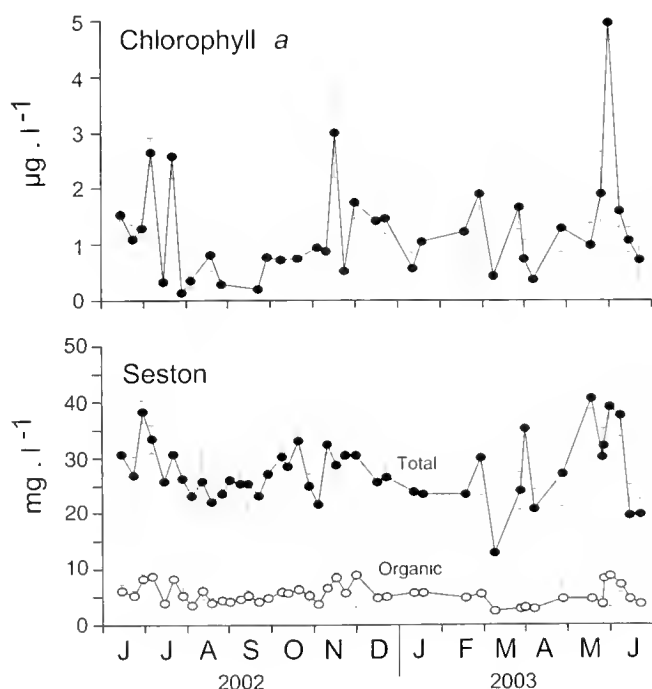 Chlorophyll a
5
4
3
2
1
0
µg . l⁻¹
Seston
50
40
30
20
10
5
0
mg . l⁻¹
Total
Organic
J J A S O N D J F M A M J
2002 2003